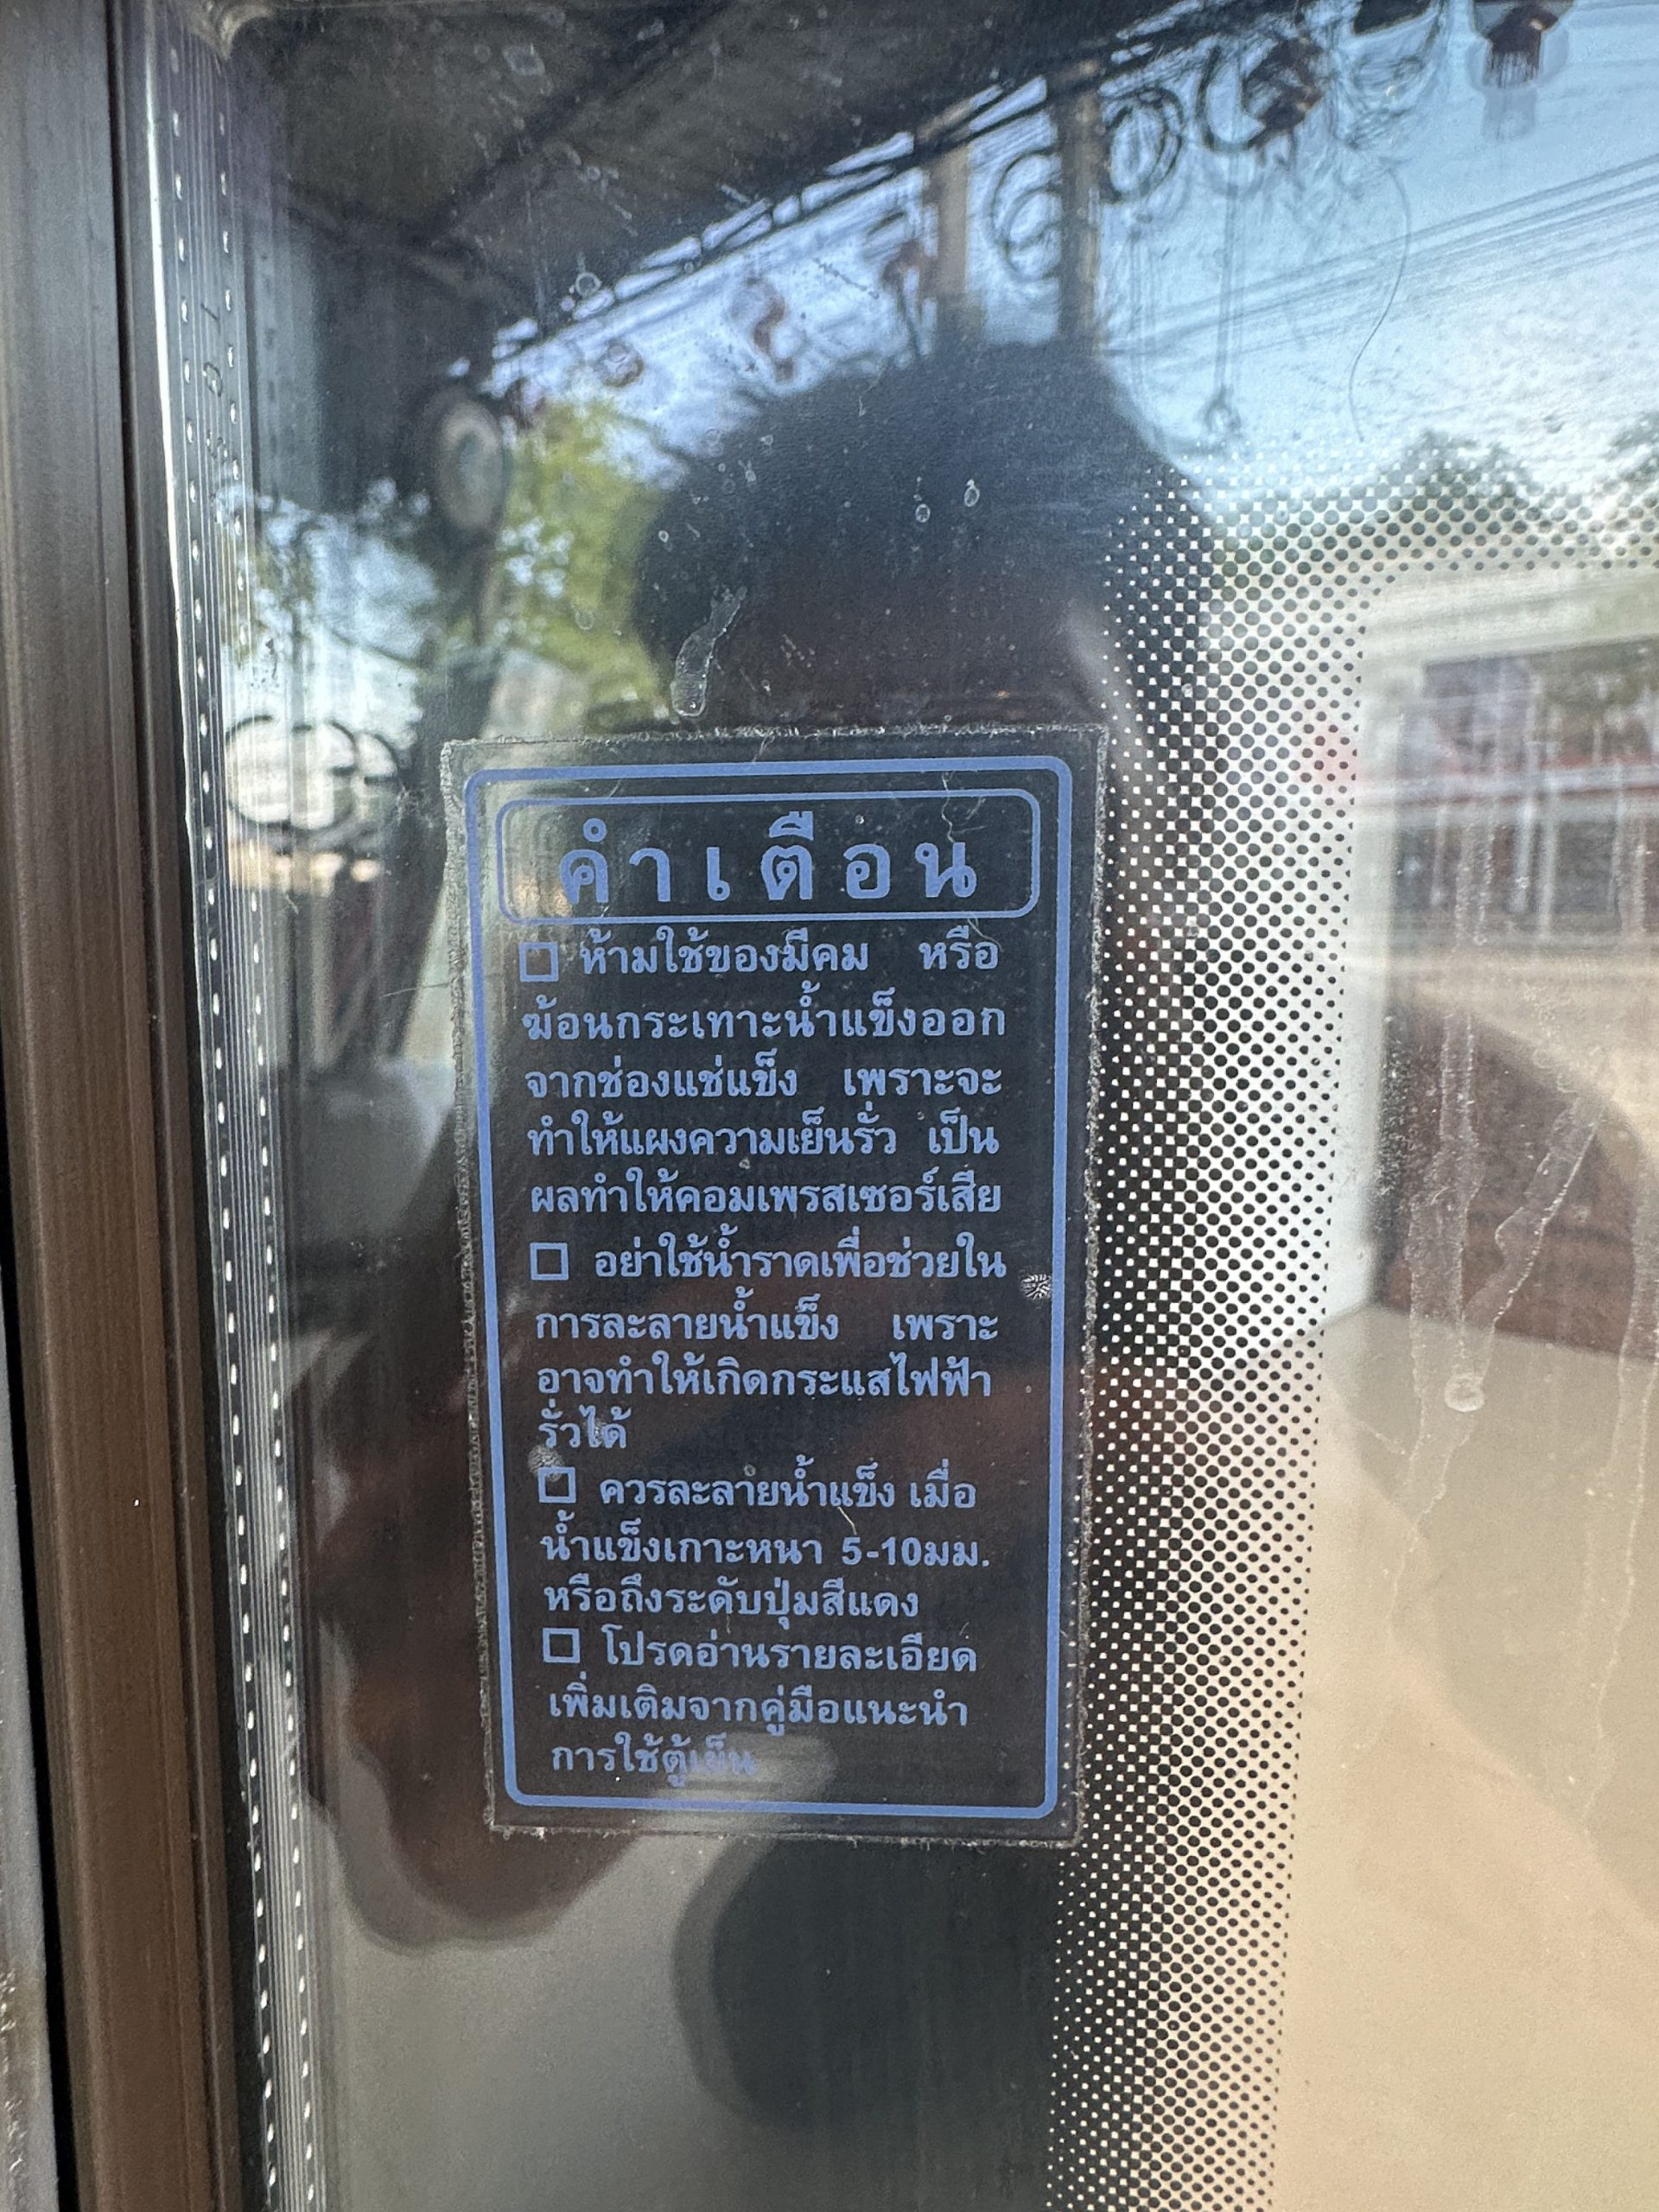 คำเตือน
ห้ามใช้ของมีคม หรือ
ฆ้อนกระเทาะน้ำแข็งออก
จากช่องแช่แข็ง เพราะจะ
ทำให้แผงความเย็นรั่ว เป็น
ผลทำให้คอมเพรสเซอร์เสีย
อย่าใช้น้ำราดเพื่อช่วยใน
การละลายน้ำแข็ง เพราะ
อาจทำให้เกิดกระแสไฟฟ้า
รั่วได้
ควรละลายน้ำแข็ง เมื่อ
น้ำแข็งเกาะหนา 5-10มม.
หรือถึงระดับปุ่มสีแดง
โปรดอ่านรายละเอียด
เพิ่มเติมจากคู่มือแนะนำ
การใช้ตู้เย็น